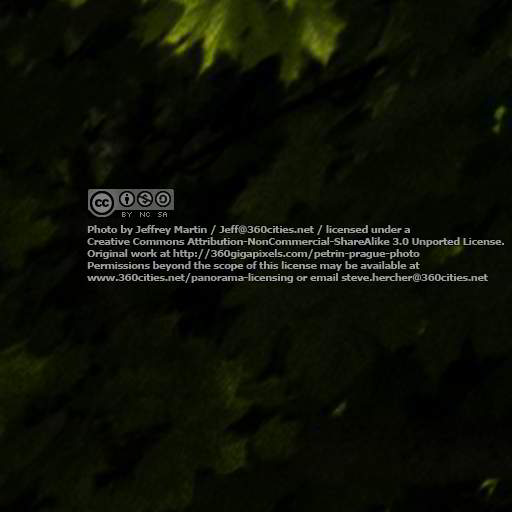 cc
BY NC SA
Photo by Jeffrey Martin / Jeff@360cities.net / licensed under a
Creative Commons Attribution-NonCommercial-ShareAlike 3.0 Unported License.
Original work at http://360gigapixels.com/petrin-prague-photo
Permissions beyond the scope of this license may be available at
www.360cities.net/panorama-licensing or email steve.hercher@360cities.net